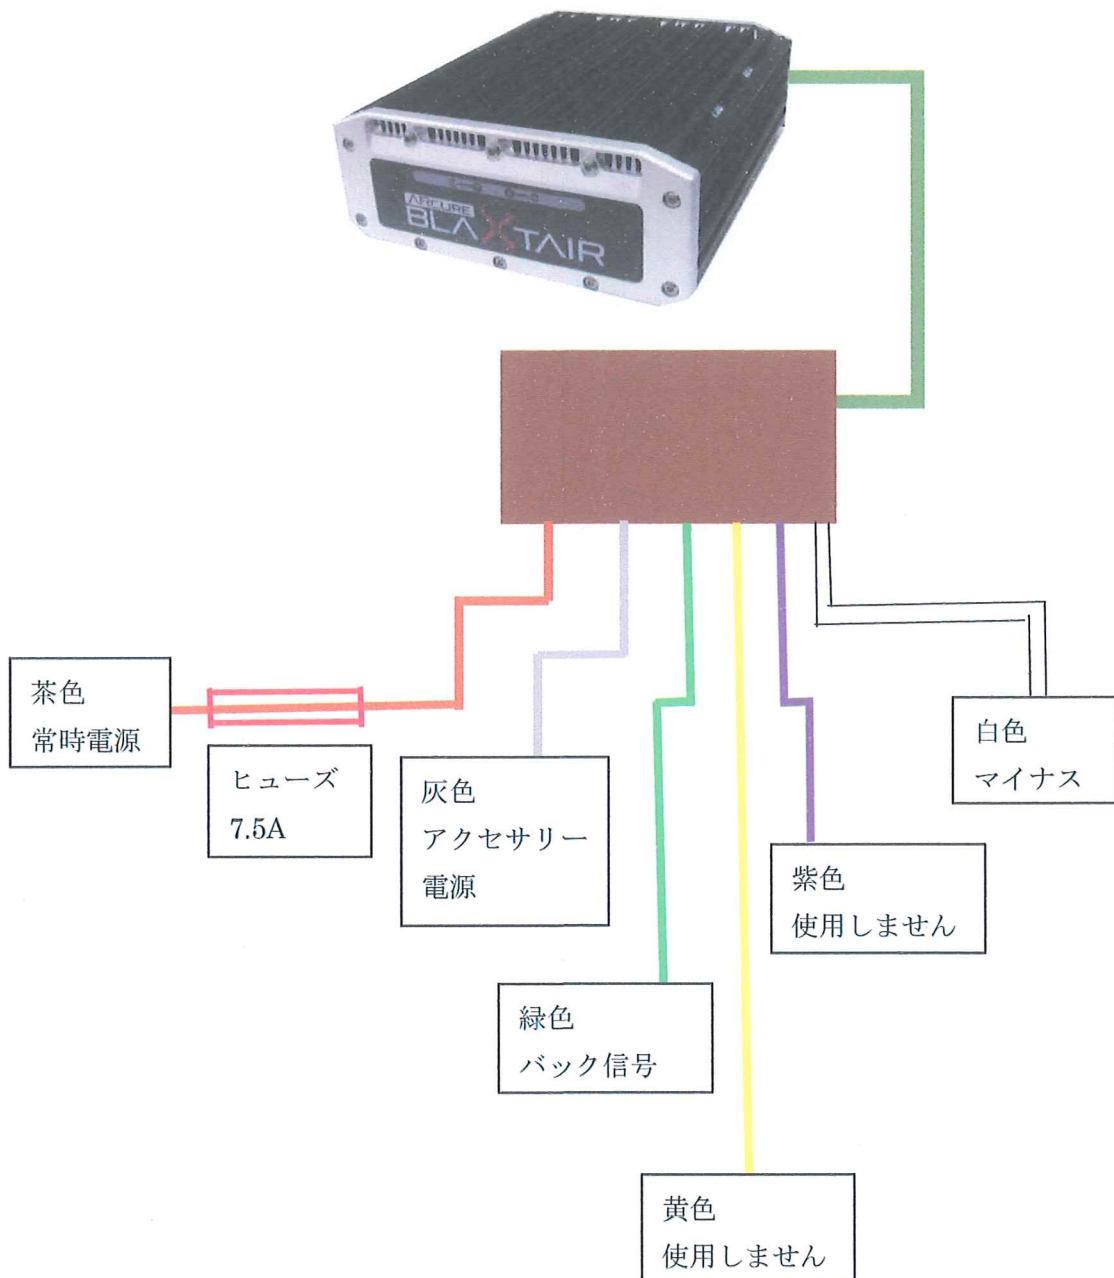 ARCURE
BLAXTAIR
茶色
常時電源
ヒューズ
7.5A
灰色
アクセサリー
電源
緑色
バック信号
黄色
使用しません
紫色
使用しません
白色
マイナス